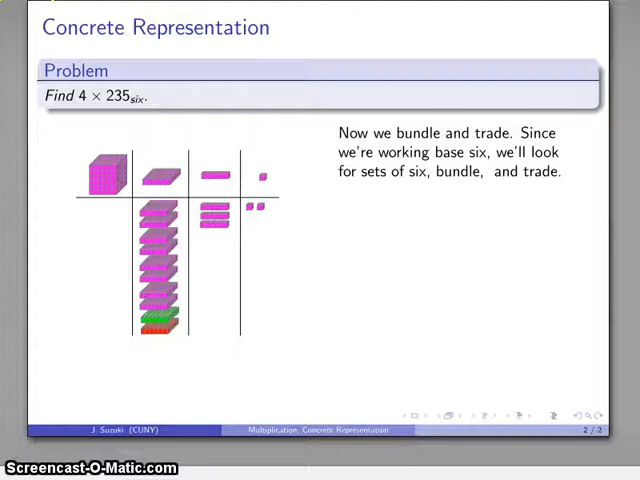 Concrete Representation
Problem
Find 4 × 235six.
Now we bundle and trade. Since
we're working base six, we'll look
for sets of six, bundle, and trade.
J. Suzuki (CUNY)
Multiplication, Concrete Representation
2 / 2
Screencast-O-Matic.com